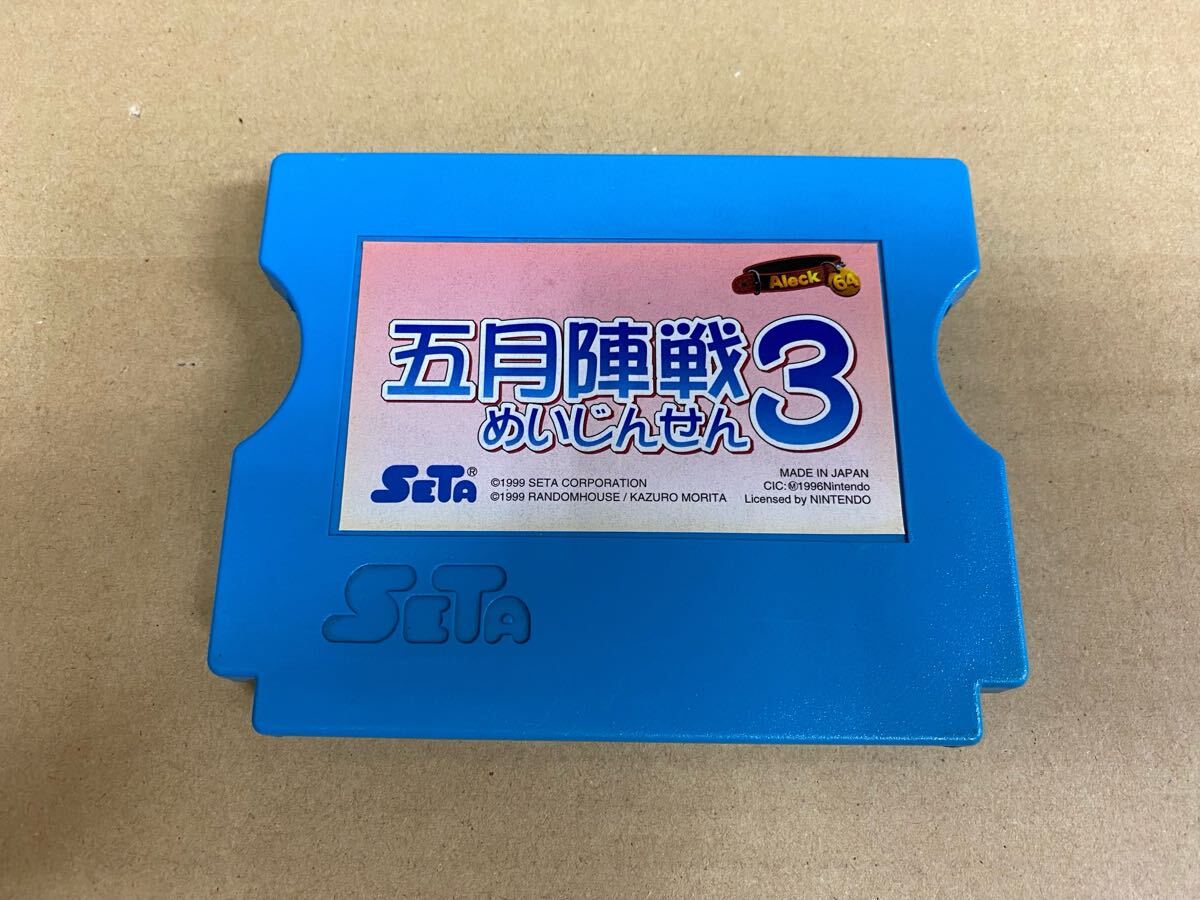 Aleck 64
五月陣戦3
めいじんせん
SETA® ©1999 SETA CORPORATION
©1999 RANDOMHOUSE / KAZURO MORITA
MADE IN JAPAN
CIC:Ⓜ1996Nintendo
Licensed by NINTENDO
SETA